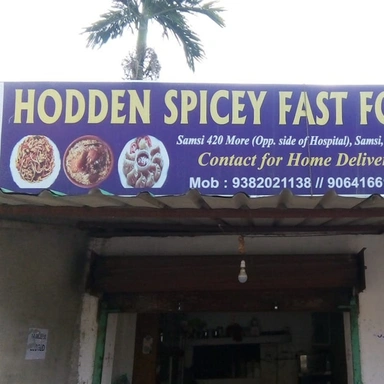 HODDEN SPICEY FAST FO
Samsi 420 More (Opp. side of Hospital), Samsi,
Contact for Home Deliver
Mob : 9382021138 // 9064166